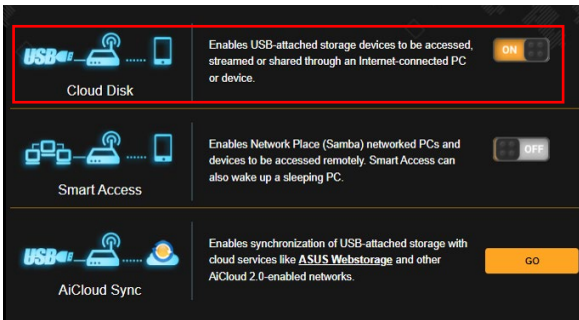 Enables USB-attached storage devices to be accessed,
USB
streamed or shared through an Internet-connected PC
ON
or device.
Cloud Disk
Enables Network Place (Samba) networked PCs and
devices to be accessed remotely. Smart Access can
OFF
also wake up a sleeping PC.
Smart Access
Enables synchronization of USB-attached storage with
USB
cloud services like ASUS Webstorage and other
GO
AiCloud 2.0-enabled networks.
AiCloud Sync